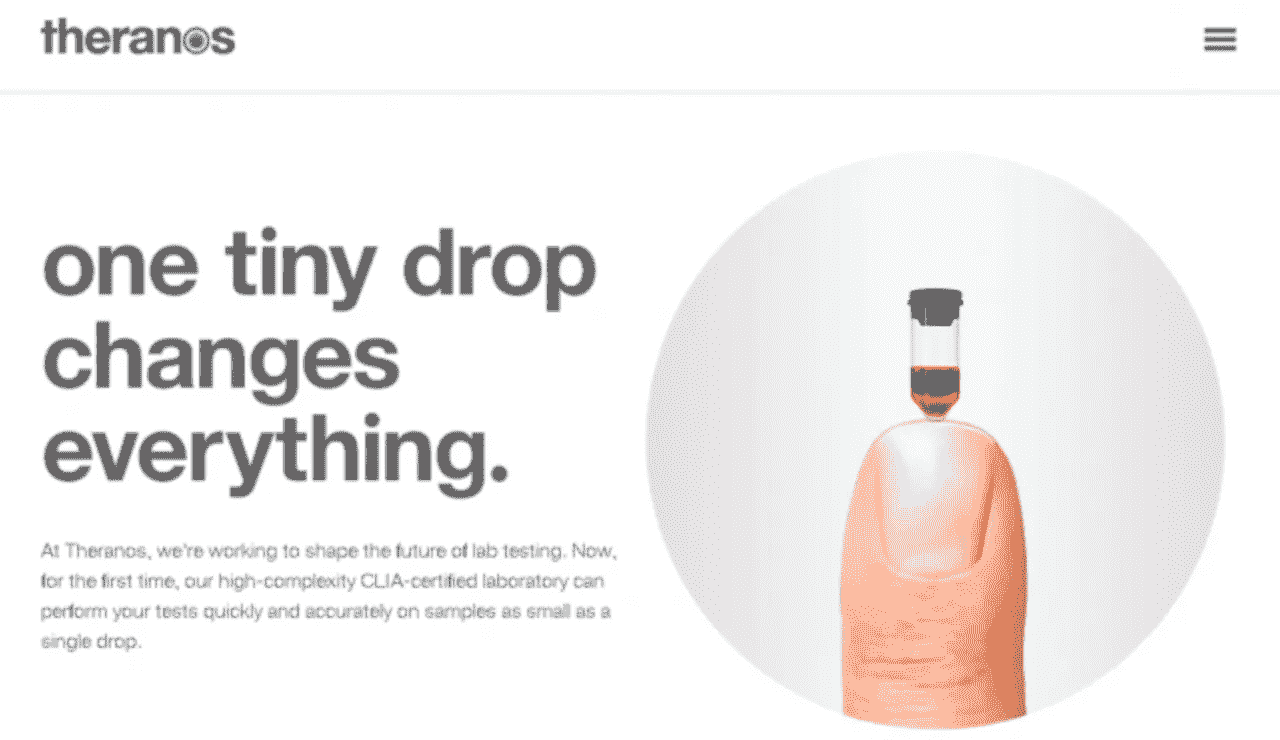 theranos
one tiny drop
changes
everything.
At Theranos, we're working to shape the future of lab testing. Now,
for the first time, our high-complexity CLIA-certified laboratory can
perform your tests quickly and accurately on samples as small as a
single drop.